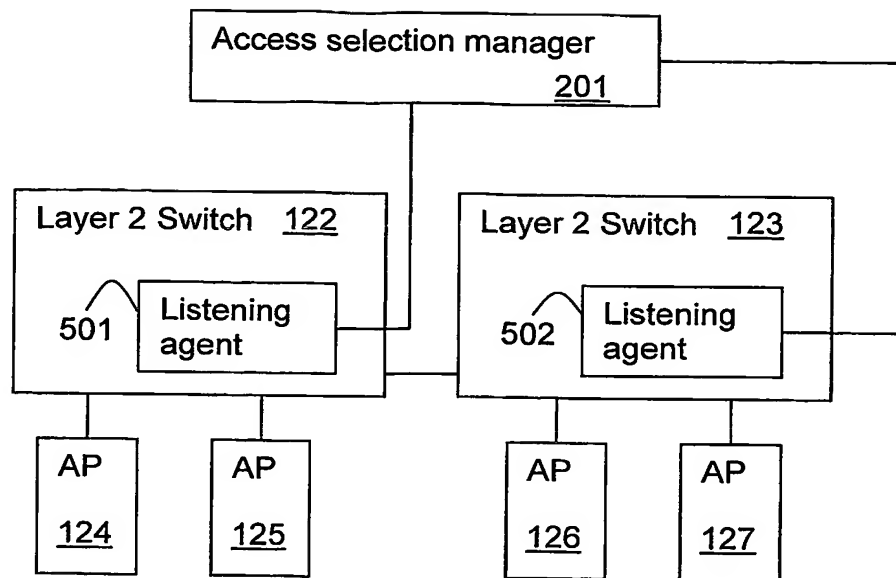 Access selection manager
201
Layer 2 Switch 122
Layer 2 Switch 123
501
Listening
agent
502
Listening
agent
AP
124
AP
125
AP
126
AP
127